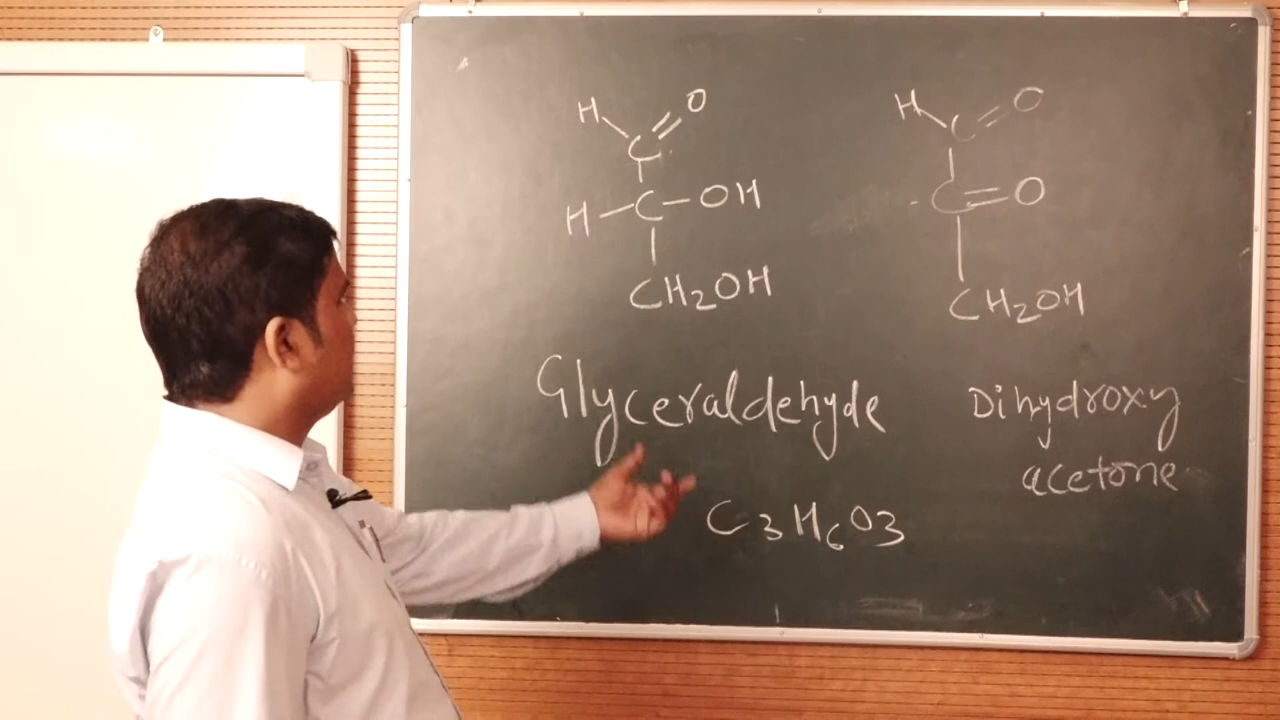 H O H O
C C
H C OH C O
CH2OH CH2OH
Glyceraldehyde Dihydroxy
acetone
C3H6O3